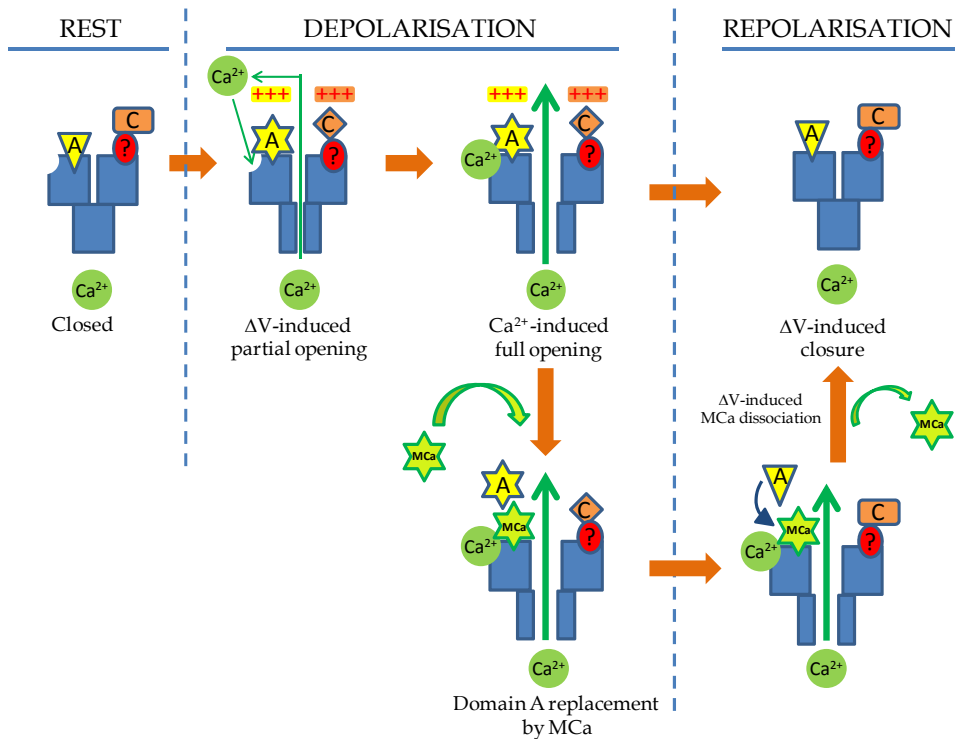 REST
DEPOLARISATION
REPOLARISATION
A
C
?
Ca²⁺
Closed
Ca²⁺
+++
+++
A
C
?
Ca²⁺
ΔV-induced
partial opening
+++
+++
A
C
Ca²⁺
?
Ca²⁺
Ca²⁺-induced
full opening
A
C
?
Ca²⁺
ΔV-induced
closure
MCa
A
C
MCa
Ca²⁺
?
Ca²⁺
Domain A replacement
by MCa
ΔV-induced
MCa dissociation
MCa
A
C
MCa
Ca²⁺
?
Ca²⁺